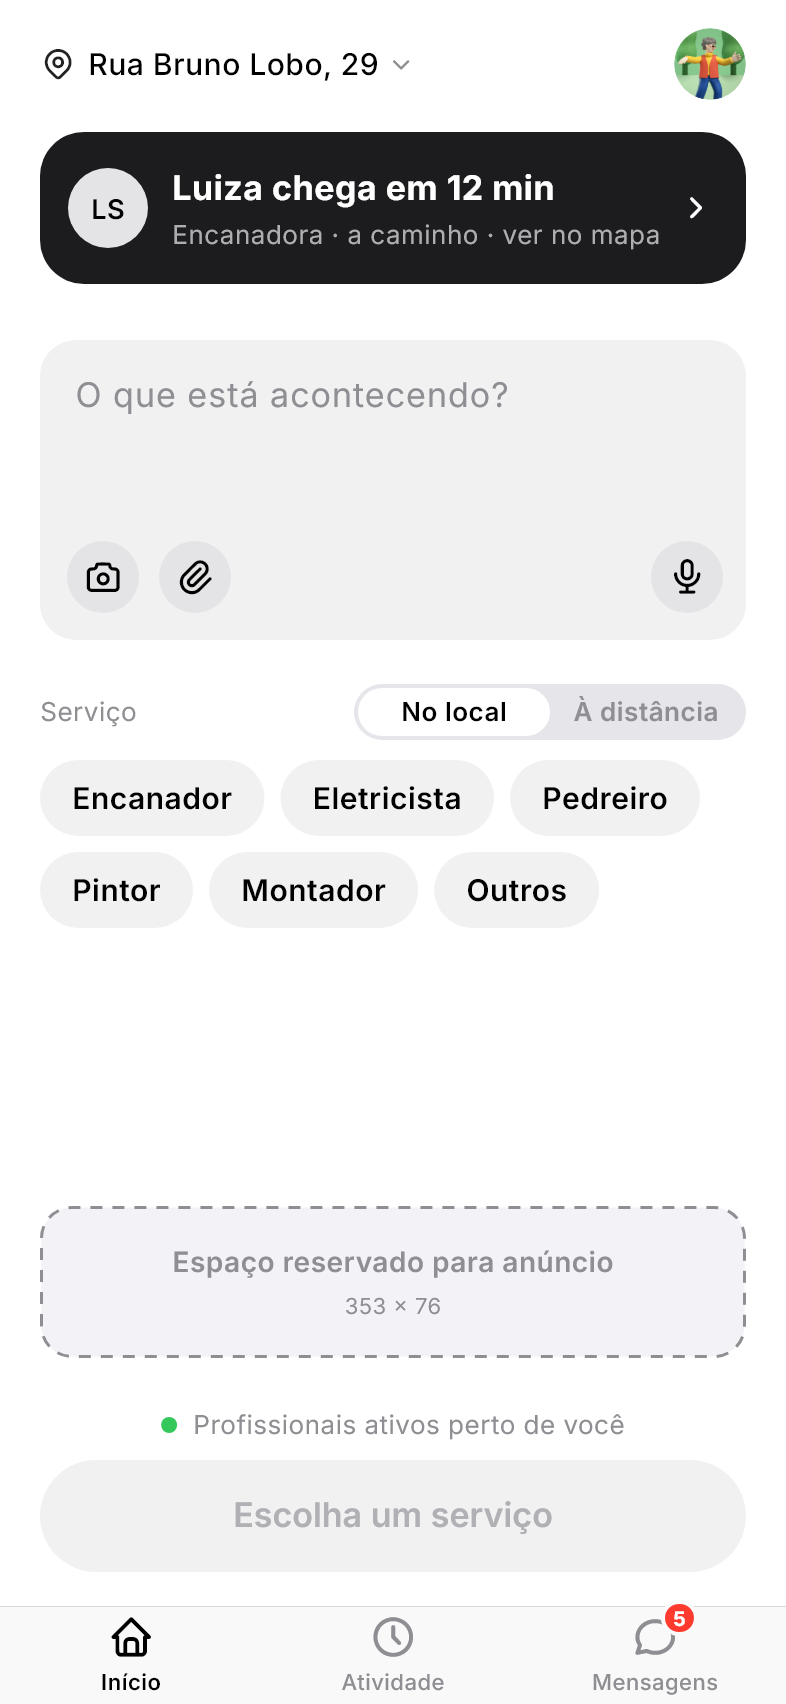 Rua Bruno Lobo, 29
LS
Luiza chega em 12 min
Encanadora · a caminho · ver no mapa
O que está acontecendo?
Serviço
No local
À distância
Encanador
Eletricista
Pedreiro
Pintor
Montador
Outros
Espaço reservado para anúncio
353 × 76
Profissionais ativos perto de você
Escolha um serviço
5
Início
Atividade
Mensagens